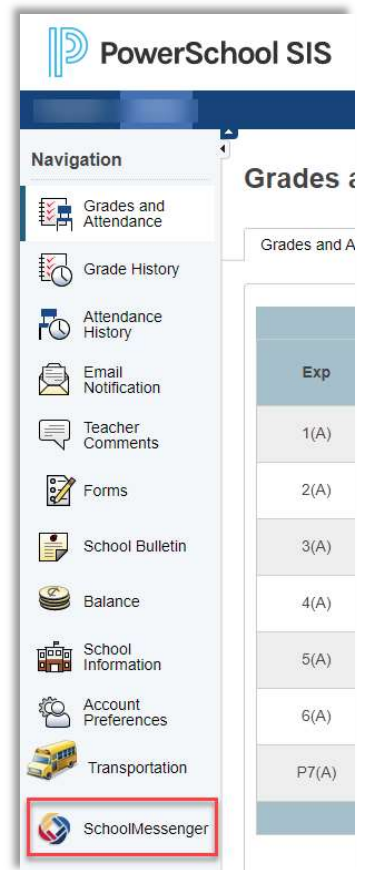 PowerSchool SIS
Navigation
Grades and
Attendance
Grade History
Attendance
History
Email
Notification
Teacher
Comments
Forms
School Bulletin
Balance
School
Information
Account
Preferences
Transportation
SchoolMessenger
Grades a
Grades and A
Exp
1(A)
2(A)
3(A)
4(A)
5(A)
6(A)
P7(A)